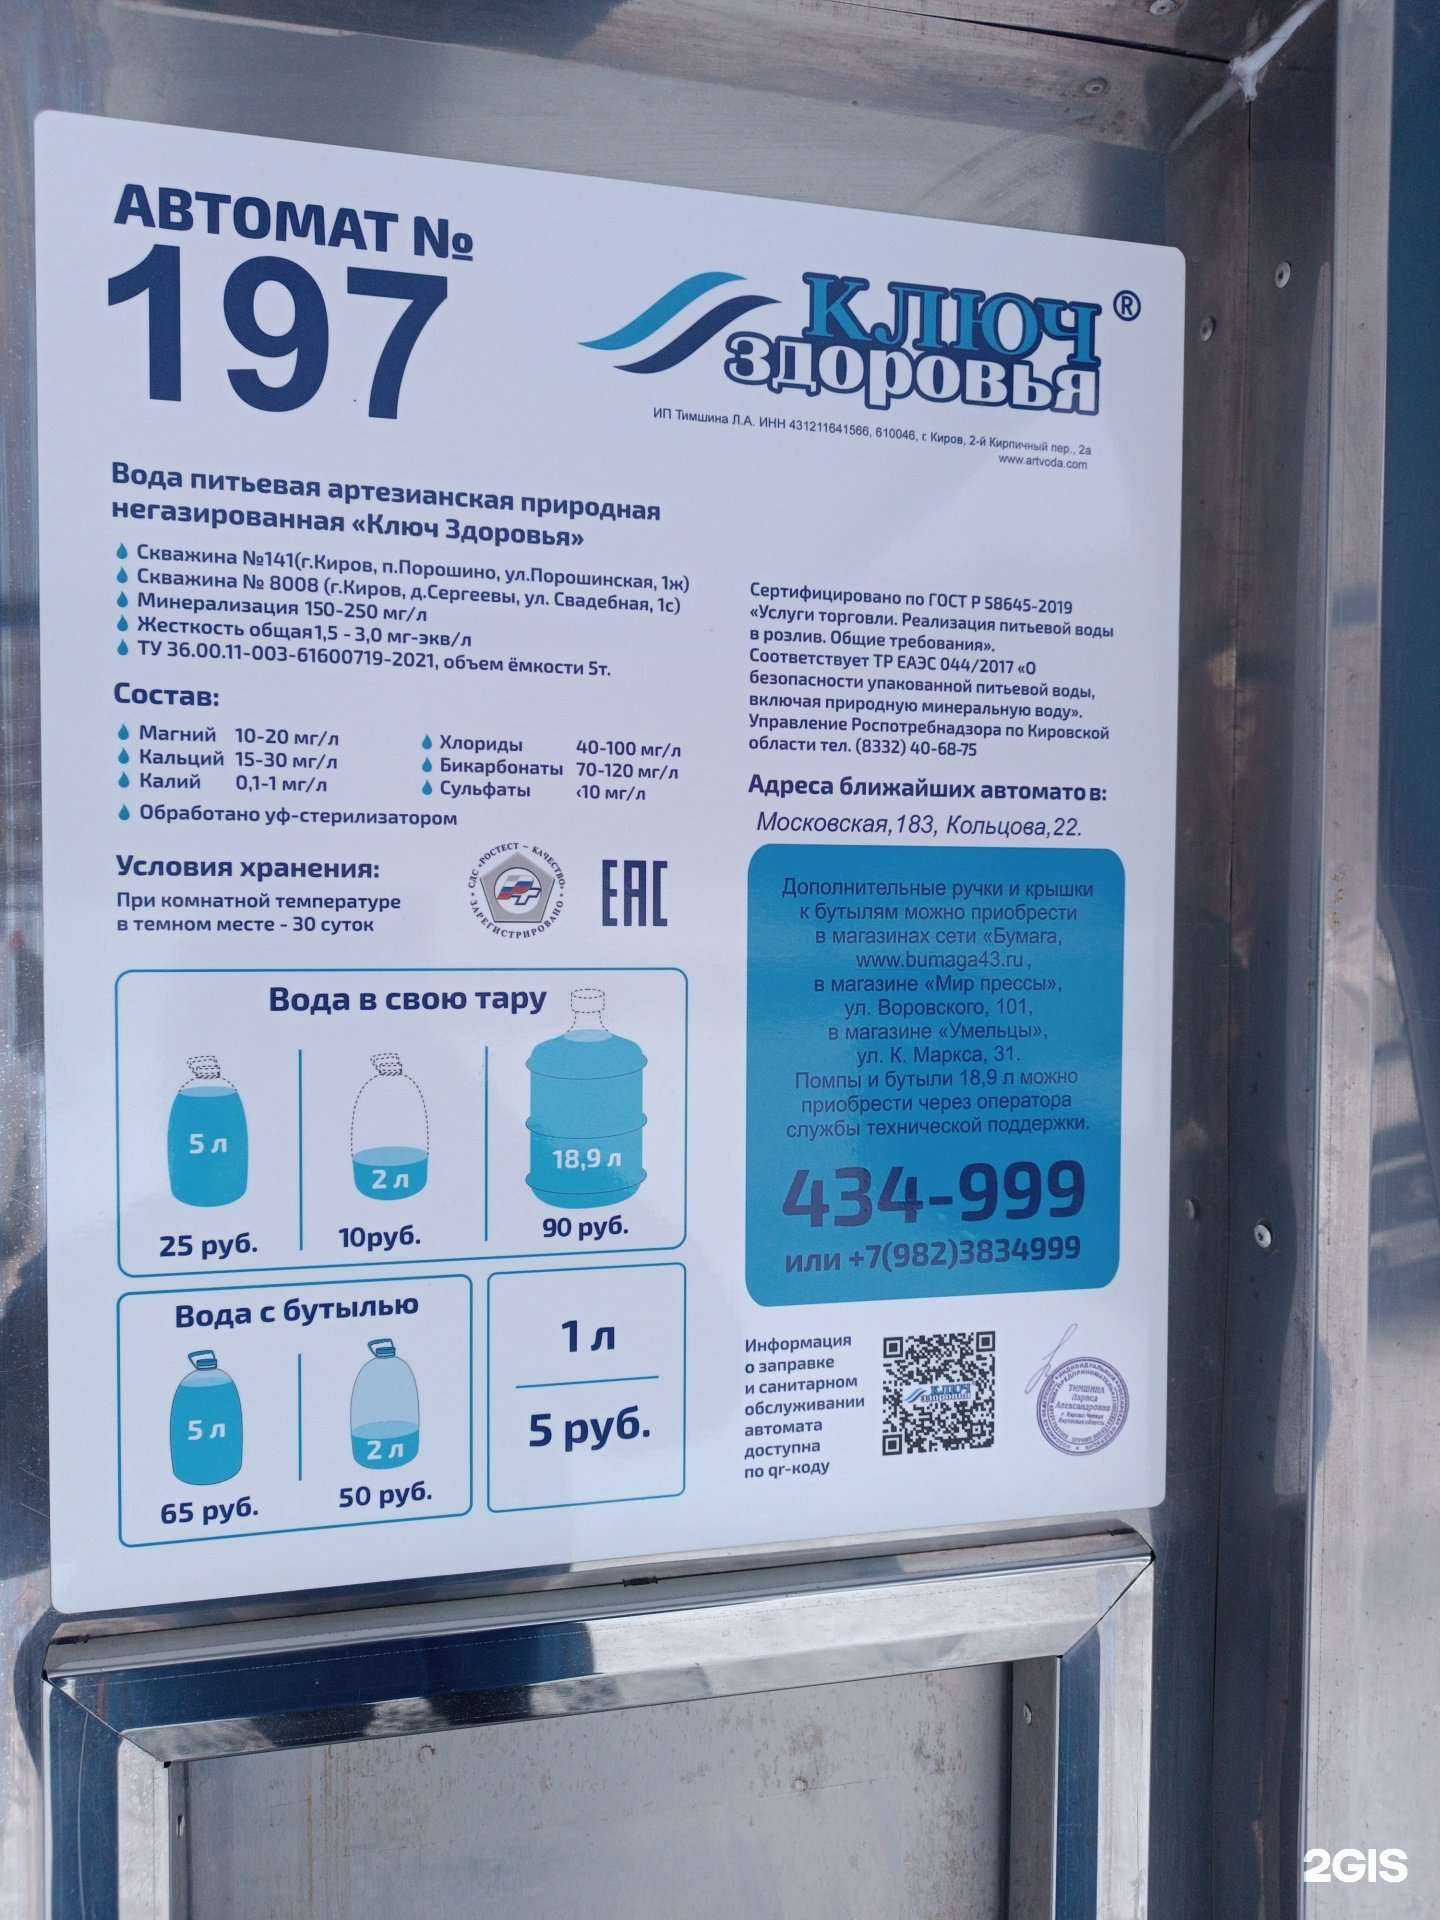 АВТОМАТ №
197
КЛЮЧ ®
ЗДОРОВЬЯ
ИП Тимшина Л.А. ИНН 431211641566, 610046, г. Киров, 2-й Кирпичный пер., 2а
www.artvoda.com
Вода питьевая артезианская природная
негазированная «Ключ Здоровья»
Скважина №141(г.Киров, п.Порошино, ул.Порошинская, 1ж)
Скважина № 8008 (г.Киров, д.Сергеевы, ул. Свадебная, 1с)
Минерализация 150-250 мг/л
Жесткость общая1,5 - 3,0 мг-экв/л
ТУ 36.00.11-003-61600719-2021, объем ёмкости 5т.
Состав:
Магний 10-20 мг/л
Кальций 15-30 мг/л
Калий 0,1-1 мг/л
Хлориды 40-100 мг/л
Бикарбонаты 70-120 мг/л
Сульфаты <10 мг/л
Обработано уф-стерилизатором
Условия хранения:
При комнатной температуре
в темном месте - 30 суток
СДС «РОСТЕСТ – КАЧЕСТВО»
ЗАРЕГИСТРИРОВАНО
ЕАС
Вода в свою тару
5 л
2 л
18,9 л
25 руб.
10руб.
90 руб.
Вода с бутылью
5 л
2 л
65 руб.
50 руб.
1 л
5 руб.
Сертифицировано по ГОСТ Р 58645-2019
«Услуги торговли. Реализация питьевой воды
в розлив. Общие требования».
Соответствует ТР ЕАЭС 044/2017 «О
безопасности упакованной питьевой воды,
включая природную минеральную воду».
Управление Роспотребнадзора по Кировской
области тел. (8332) 40-68-75
Адреса ближайших автоматов:
Московская,183, Кольцова,22.
Дополнительные ручки и крышки
к бутылям можно приобрести
в магазинах сети «Бумага,
www.bumaga43.ru,
в магазине «Мир прессы»,
ул. Воровского, 101,
в магазине «Умельцы»,
ул. К. Маркса, 31.
Помпы и бутыли 18,9 л можно
приобрести через оператора
службы технической поддержки.
434-999
или +7(982)3834999
Информация
о заправке
и санитарном
обслуживании
автомата
доступна
по qr-коду
КЛЮЧ
ЗДОРОВЬЯ
ТИМШИНА
Лариса
Александровна
2GIS